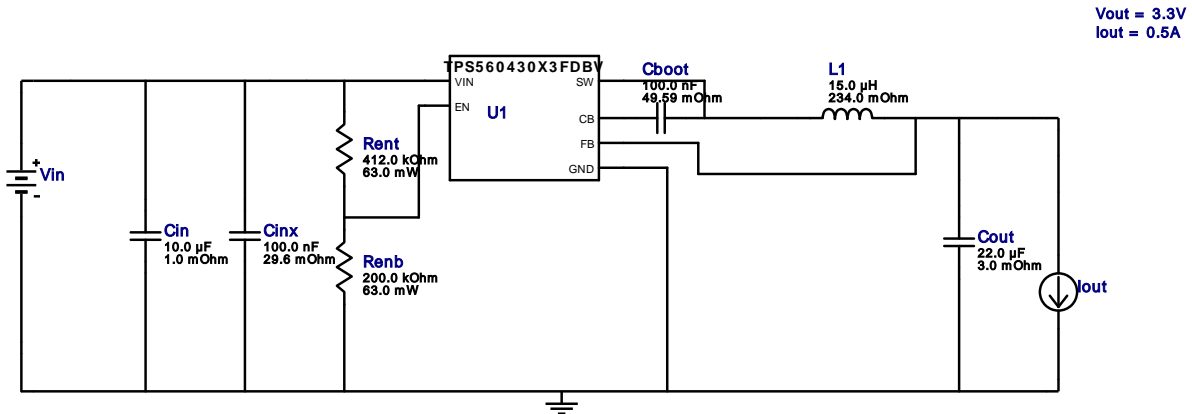 Vout = 3.3V
Iout = 0.5A
TPS560430X3FDBV
VIN
SW
EN
U1
CB
FB
GND
Cboot
100.0 nF
49.59 mOhm
L1
15.0 µH
234.0 mOhm
Rent
412.0 kOhm
63.0 mW
+
Vin
-
Cin
10.0 µF
1.0 mOhm
Cinx
100.0 nF
29.6 mOhm
Renb
200.0 kOhm
63.0 mW
Cout
22.0 µF
3.0 mOhm
Iout